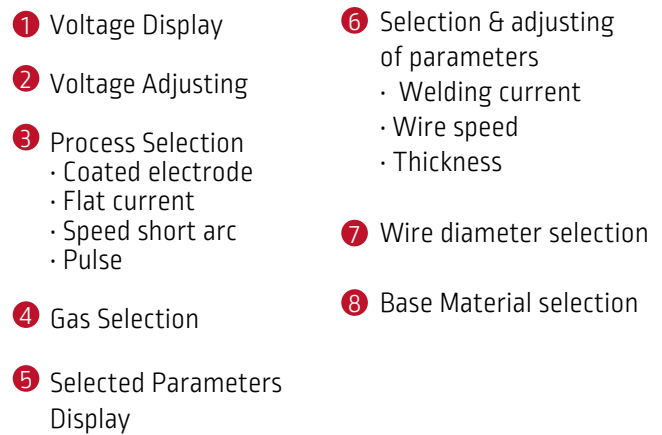 1 Voltage Display
2 Voltage Adjusting
3 Process Selection
· Coated electrode
· Flat current
· Speed short arc
· Pulse
4 Gas Selection
5 Selected Parameters
Display
6 Selection & adjusting
of parameters
· Welding current
· Wire speed
· Thickness
7 Wire diameter selection
8 Base Material selection